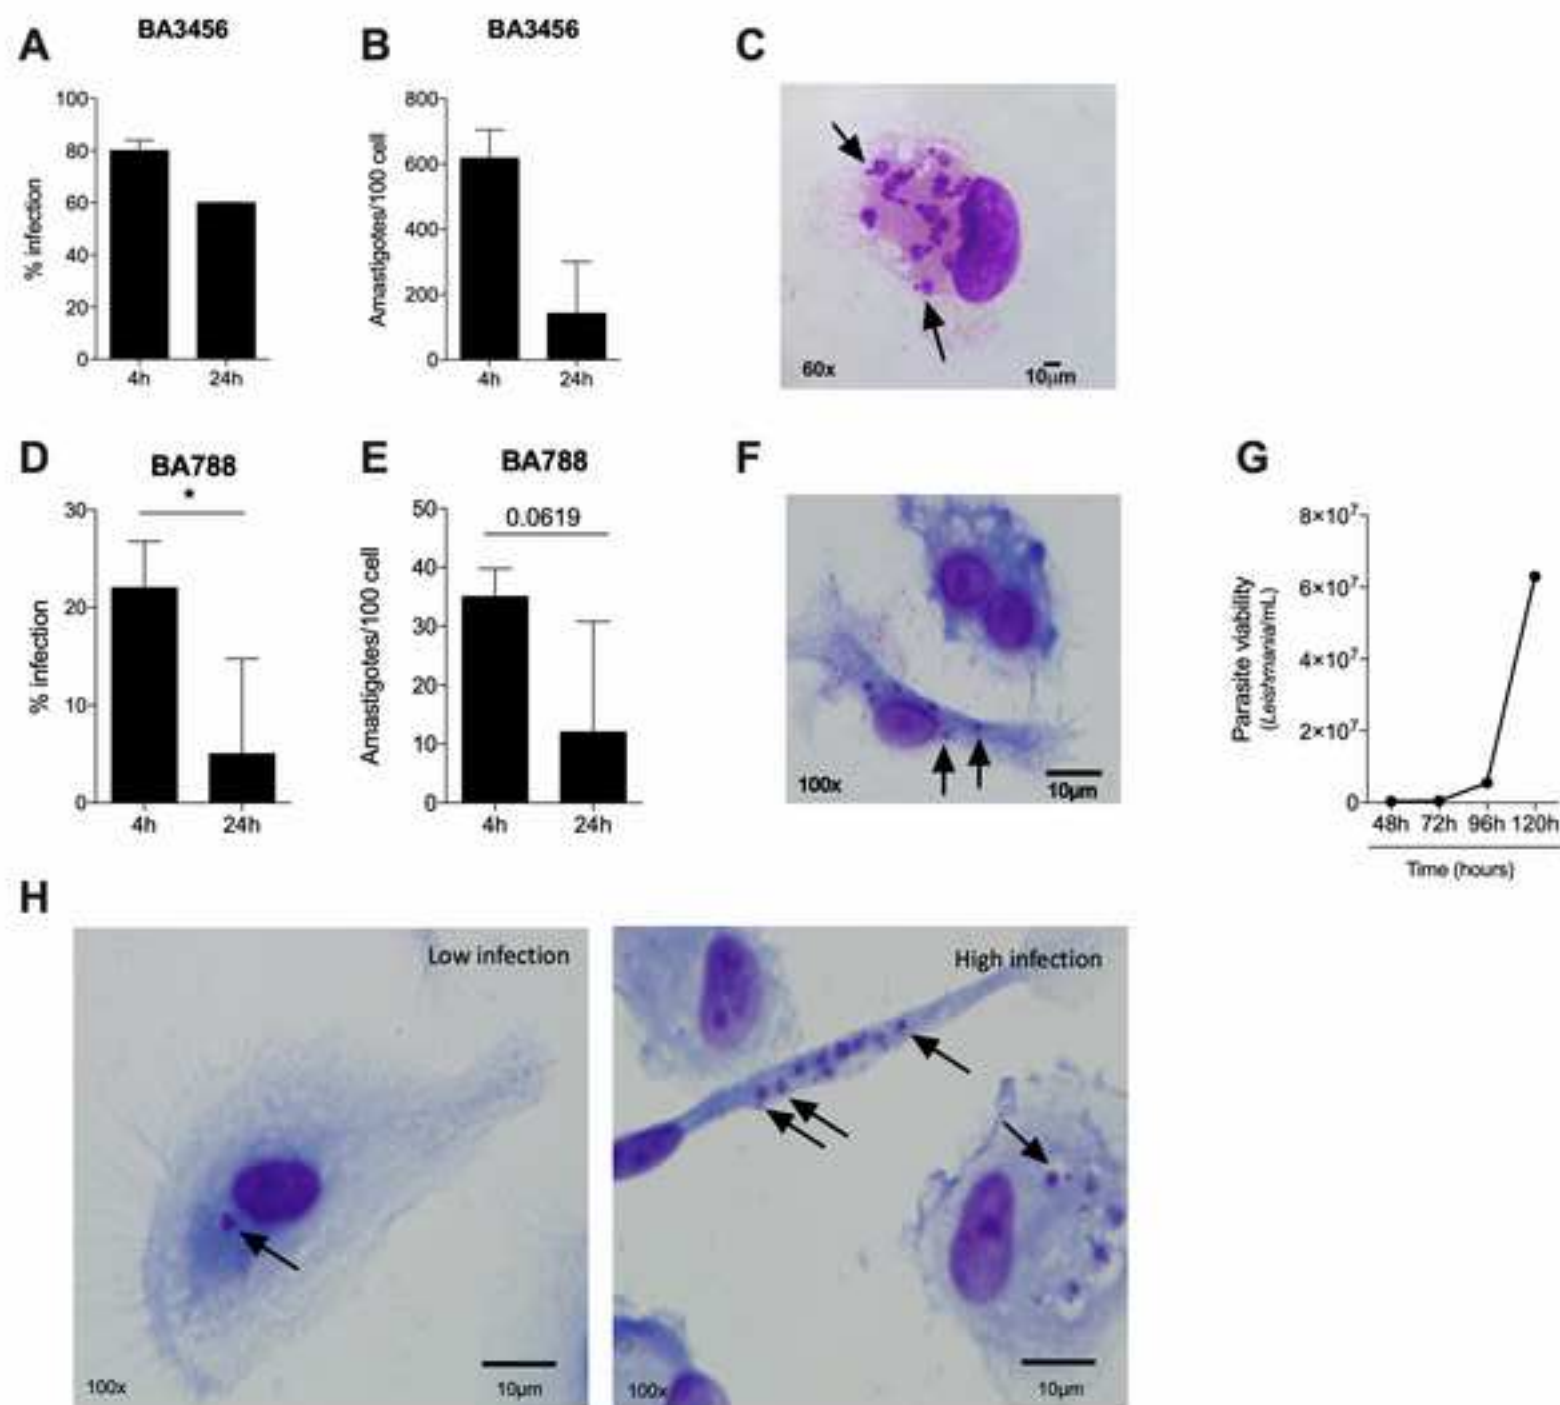 A
BA3456
% infection
100
80
60
40
20
0
4h
24h
B
BA3456
Amastigotes/100 cell
800
600
400
200
0
4h
24h
C
60x
10µm
D
BA788
*
% infection
30
20
10
0
4h
24h
E
BA788
0.0619
Amastigotes/100 cell
50
40
30
20
10
0
4h
24h
F
100x
10µm
G
Parasite viability
((Leishmania/mL)
8×10⁷
6×10⁷
4×10⁷
2×10⁷
0
48h 72h 96h 120h
Time (hours)
H
Low infection
100x
10µm
High infection
100x
10µm